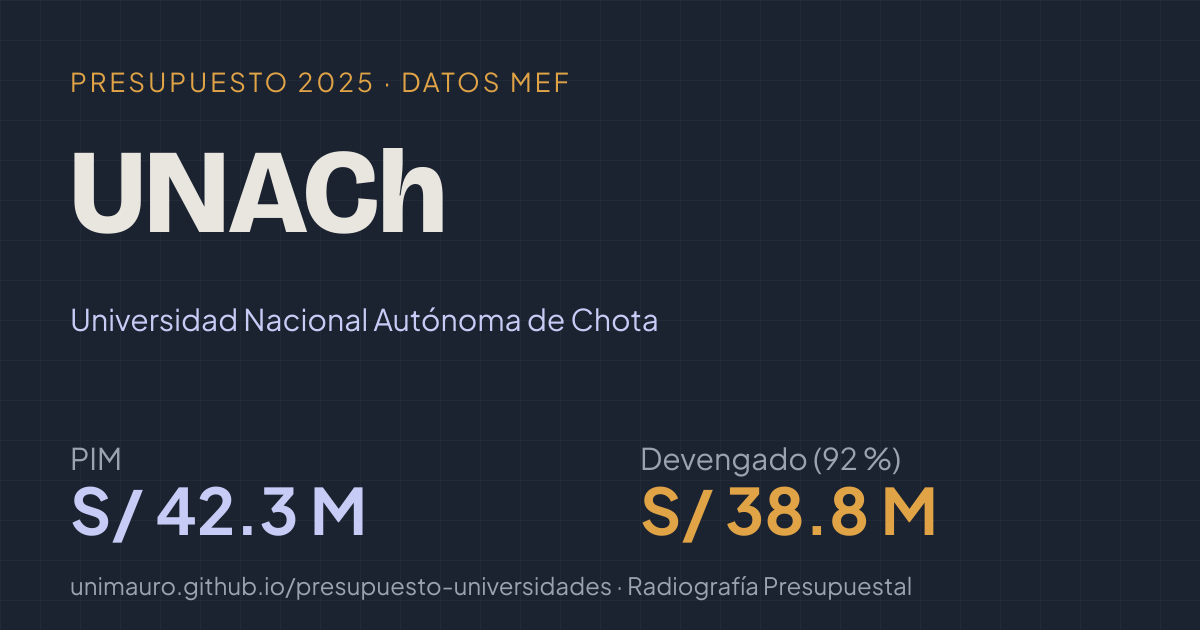 PRESUPUESTO 2025 · DATOS MEF
UNACh
Universidad Nacional Autónoma de Chota
PIM
S/ 42.3 M
Devengado (92 %)
S/ 38.8 M
unimauro.github.io/presupuesto-universidades · Radiografía Presupuestal